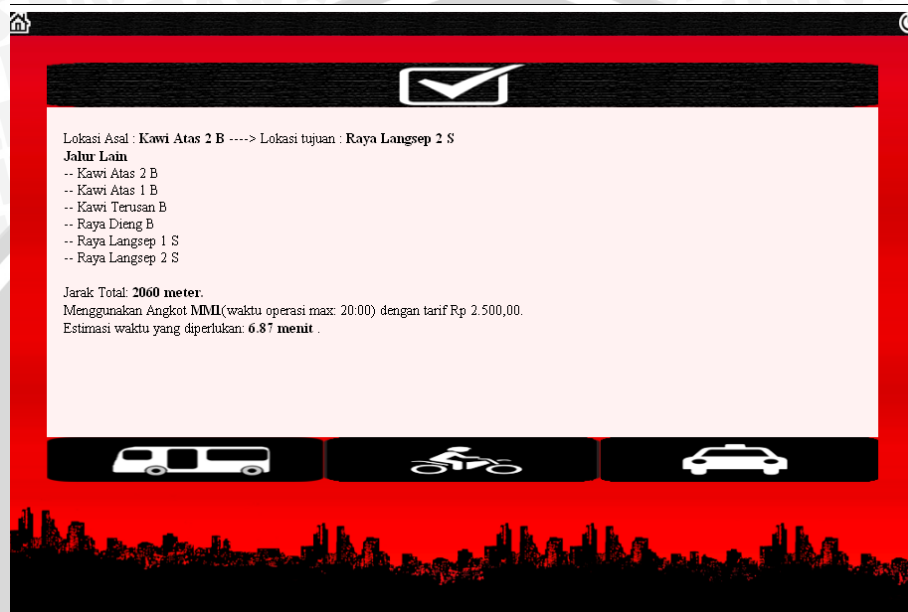 Lokasi Asal : Kawi Atas 2 B ----> Lokasi tujuan : Raya Langsep 2 S
Jalur Lain
-- Kawi Atas 2 B
-- Kawi Atas 1 B
-- Kawi Terusan B
-- Raya Dieng B
-- Raya Langsep 1 S
-- Raya Langsep 2 S
Jarak Total: 2060 meter.
Menggunakan Angkot MM1(waktu operasi max: 20:00) dengan tarif Rp 2.500,00.
Estimasi waktu yang diperlukan: 6.87 menit .